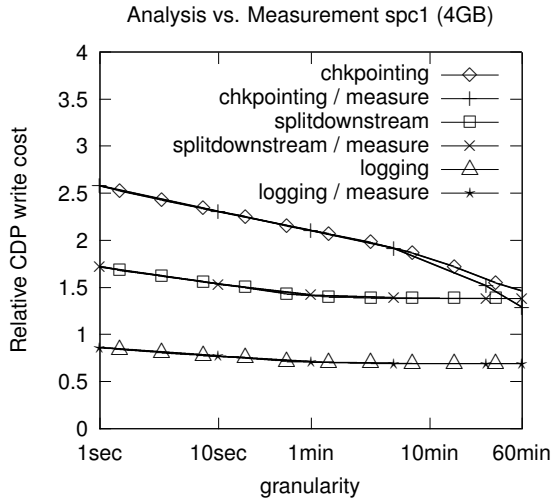 Analysis vs. Measurement spc1 (4GB)
4
3.5
3
2.5
2
1.5
1
0.5
0
Relative CDP write cost
chkpointing
chkpointing / measure
splitdownstream
splitdownstream / measure
logging
logging / measure
1sec 10sec 1min 10min 60min
granularity